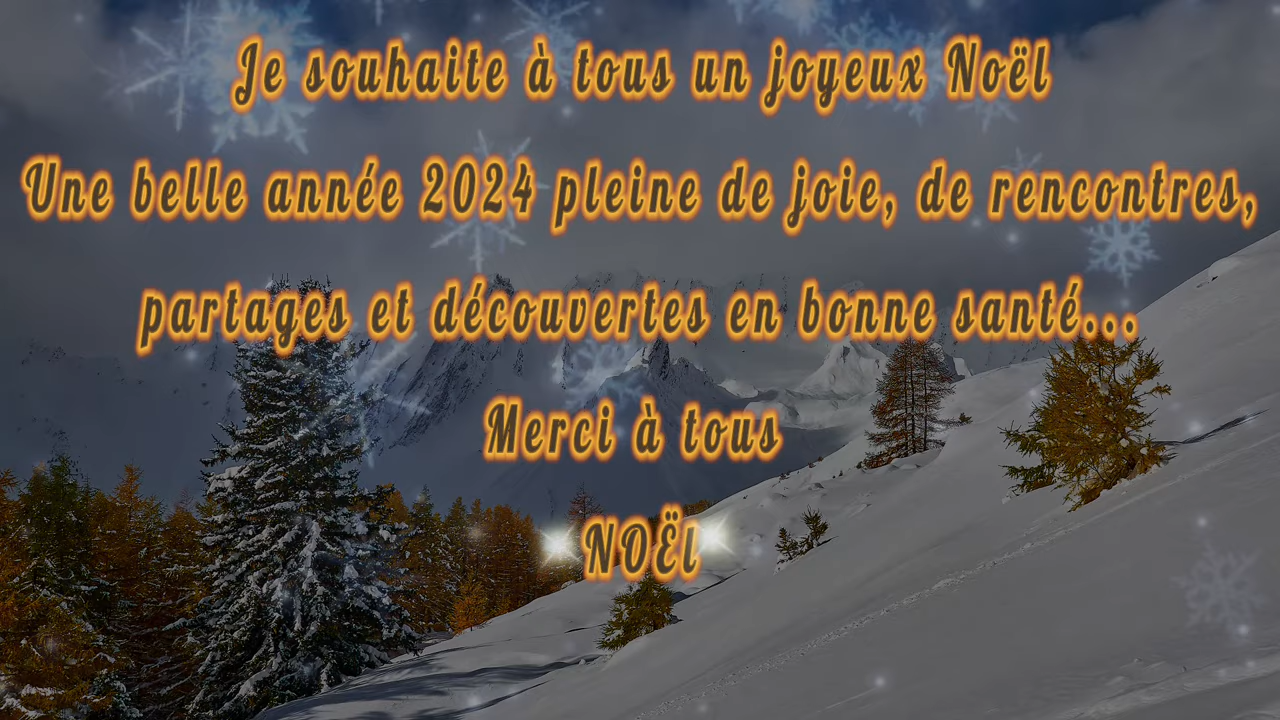 Je souhaite à tous un joyeux Noël
Une belle année 2024 pleine de joie, de rencontres,
partages et découvertes en bonne santé...
Merci à tous
NOËl